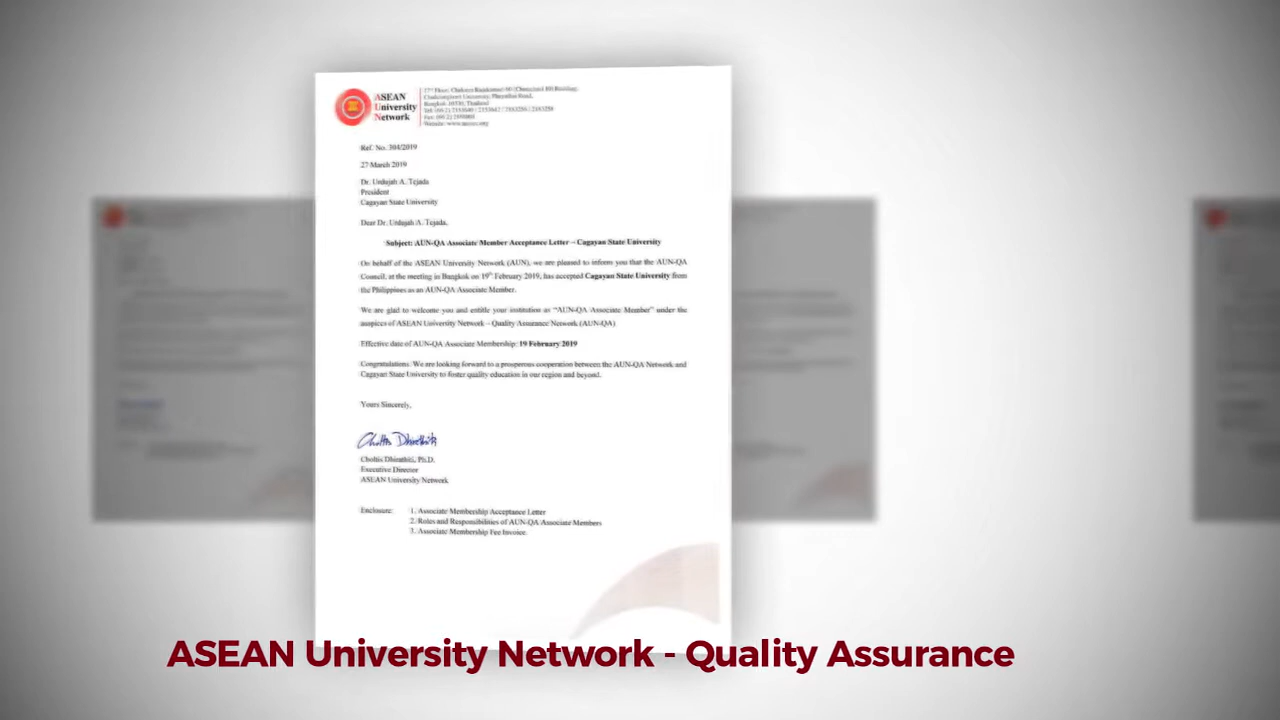 ASEAN
University
Network
Bangkok 10330, Thailand
Ref. No. 304/2019
27 March 2019
Dr. Urdujah A. Tejada
President
Cagayan State University
Dear Dr. Urdujah A. Tejada,
Subject: AUN-QA Associate Member Acceptance Letter – Cagayan State University
On behalf of the ASEAN University Network (AUN), we are pleased to inform you that the AUN-QA
Council, at the meeting in Bangkok on 19th February 2019, has accepted Cagayan State University from
the Philippines as an AUN-QA Associate Member.
We are glad to welcome you and entitle your institution as "AUN-QA Associate Member" under the
auspices of ASEAN University Network – Quality Assurance Network (AUN-QA)
Effective date of AUN-QA Associate Membership: 19 February 2019
Congratulations. We are looking forward to a prosperous cooperation between the AUN-QA Network and
Cagayan State University to foster quality education in our region and beyond.
Yours Sincerely,
Choltis Dhirathiti
Choltis Dhirathiti, Ph.D.
Executive Director
ASEAN University Network
Enclosure: 1. Associate Membership Acceptance Letter
2. Roles and Responsibilities of AUN-QA Associate Members
3. Associate Membership Fee Invoice.
ASEAN University Network - Quality Assurance